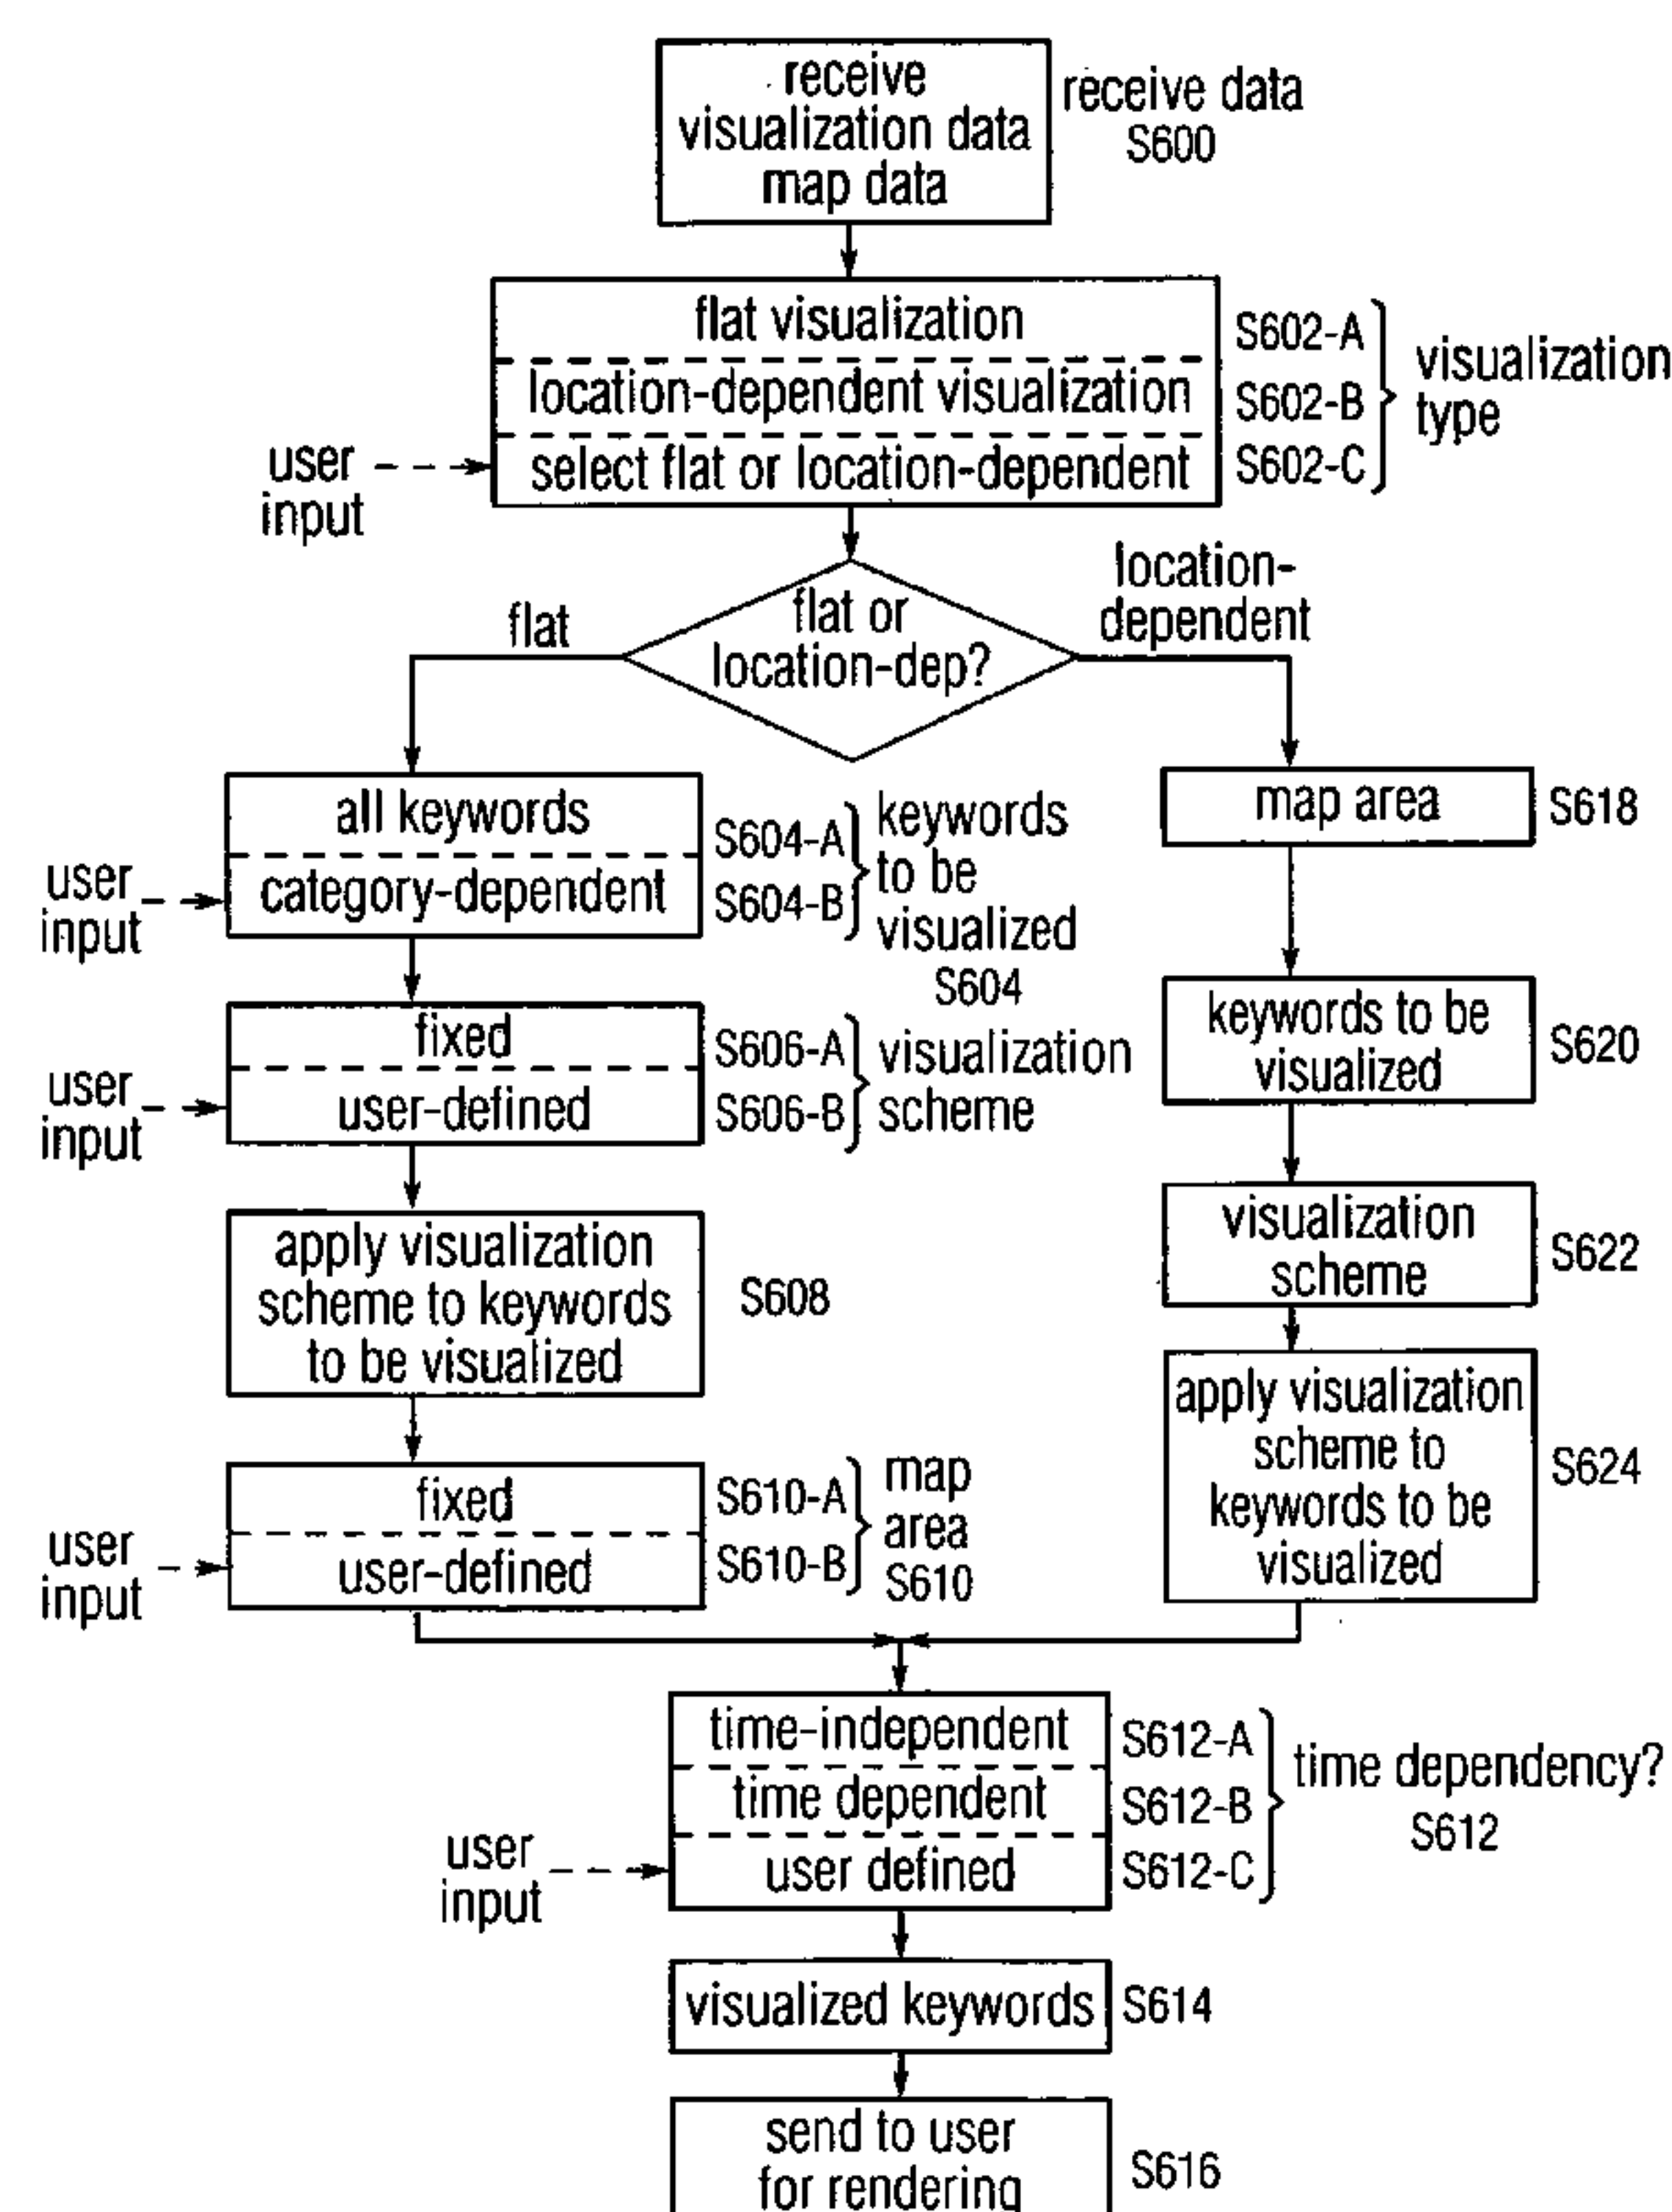 receive
visualization data
map data
receive data
S600
flat visualization
location-dependent visualization
select flat or location-dependent
S602-A
S602-B
S602-C
visualization
type
user
input
flat or
location-dep?
flat
location-
dependent
all keywords
category-dependent
S604-A
S604-B
keywords
to be
visualized
S604
user
input
fixed
user-defined
S606-A
S606-B
visualization
scheme
user
input
apply visualization
scheme to keywords
to be visualized
S608
fixed
user-defined
S610-A
S610-B
map
area
S610
user
input
map area
S618
keywords to be
visualized
S620
visualization
scheme
S622
apply visualization
scheme to
keywords to be
visualized
S624
time-independent
time dependent
user defined
S612-A
S612-B
S612-C
time dependency?
S612
user
input
visualized keywords
S614
send to user
for rendering
S616